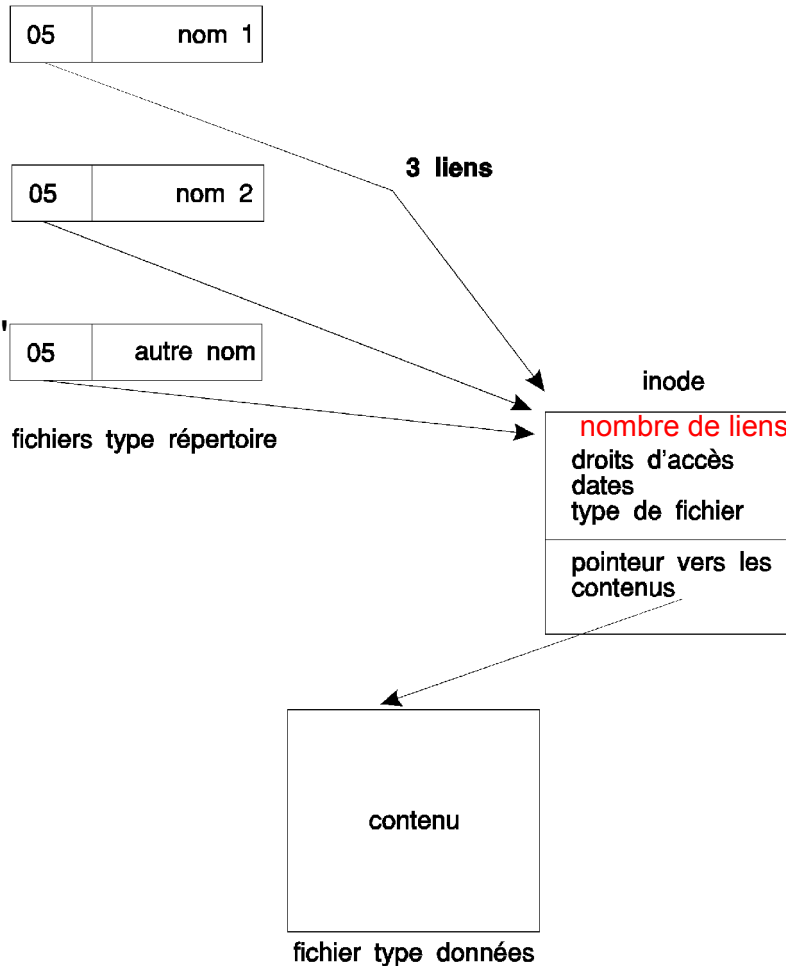 05 nom 1
3 liens
05 nom 2
' 05 autre nom
fichiers type répertoire
inode
nombre de liens
droits d'accès
dates
type de fichier
pointeur vers les
contenus
contenu
fichier type données